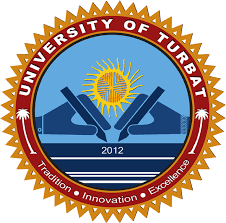 UNIVERSITY OF TURBAT
2012
Tradition • Innovation • Excellence